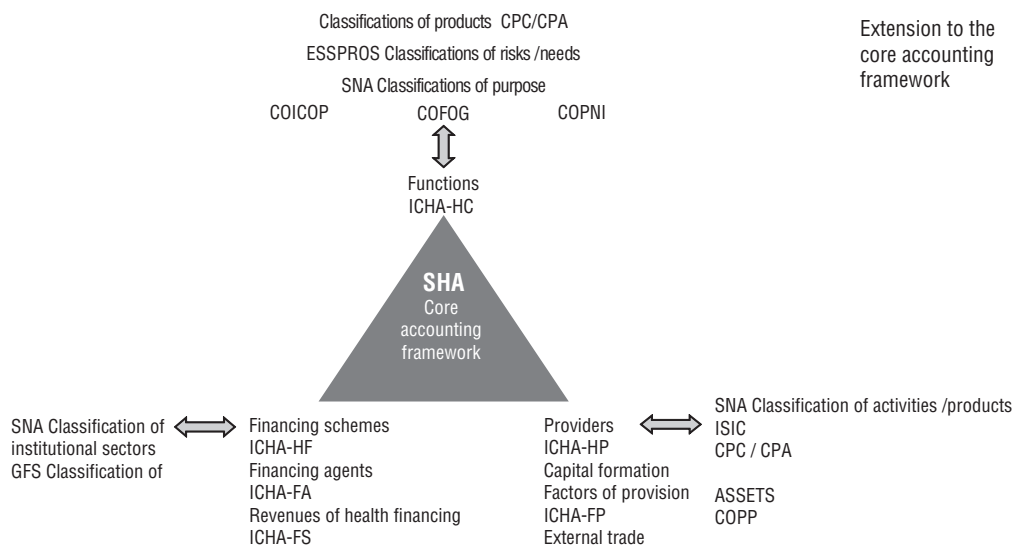 Classifications of products CPC/CPA
ESSPROS Classifications of risks /needs
SNA Classifications of purpose
COICOP COFOG COPNI
Extension to the
core accounting
framework
Functions
ICHA-HC
SHA
Core
accounting
framework
SNA Classification of
institutional sectors
GFS Classification of
Financing schemes
ICHA-HF
Financing agents
ICHA-FA
Revenues of health financing
ICHA-FS
Providers
ICHA-HP
Capital formation
Factors of provision
ICHA-FP
External trade
SNA Classification of activities /products
ISIC
CPC / CPA
ASSETS
COPP